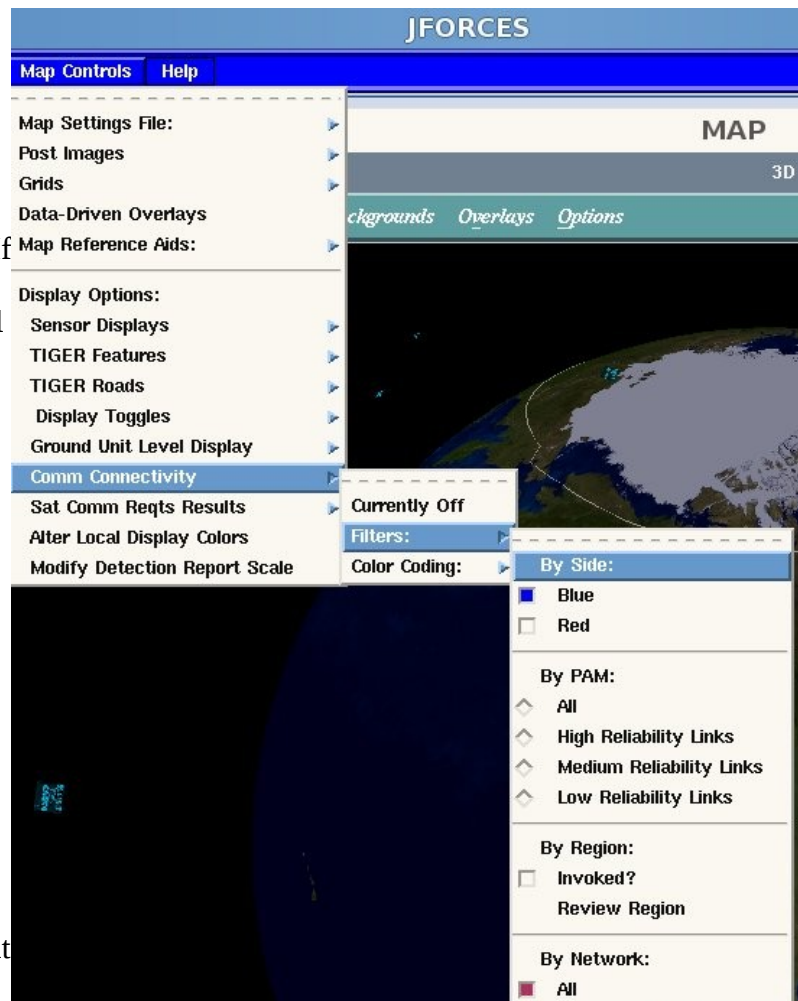 JFORCES
Map Controls Help
MAP
3D
ckgrounds Overlays Options
Map Settings File:
Post Images
Grids
Data-Driven Overlays
f
Map Reference Aids:
Display Options:
l
Sensor Displays
TIGER Features
TIGER Roads
Display Toggles
Ground Unit Level Display
Comm Connectivity
Sat Comm Reqts Results
Alter Local Display Colors
Modify Detection Report Scale
Currently Off
Filters:
Color Coding:
By Side:
Blue
Red
By PAM:
All
High Reliability Links
Medium Reliability Links
Low Reliability Links
By Region:
Invoked?
Review Region
t
By Network:
All